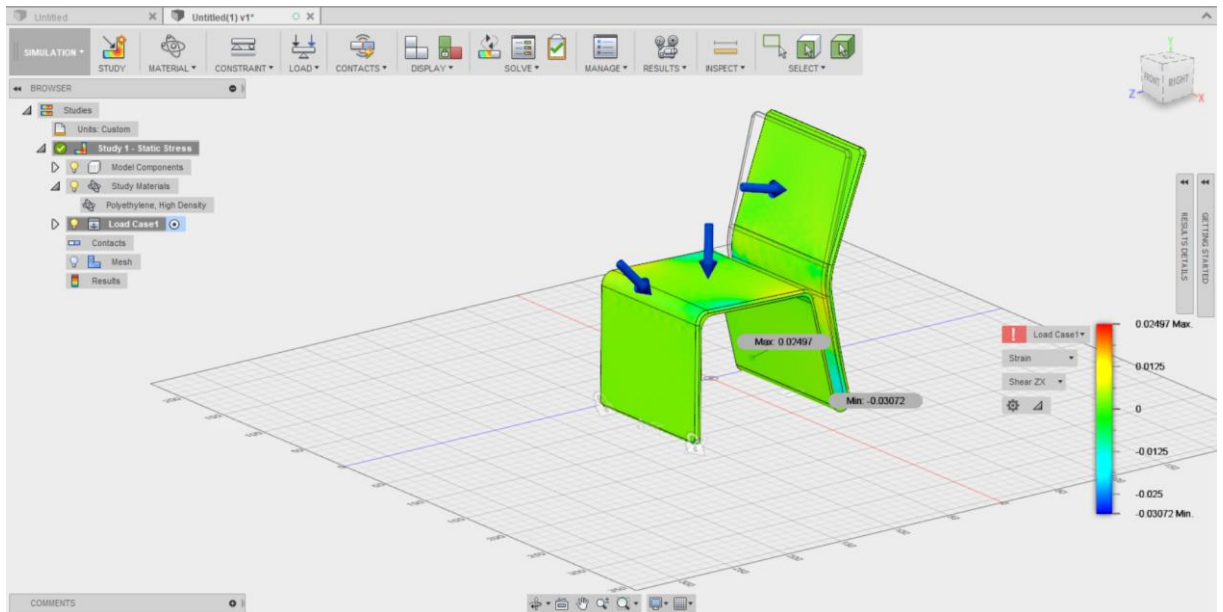 Untitled
Untitled(1) v1*
SIMULATION
STUDY
MATERIAL
CONSTRAINT
LOAD
CONTACTS
DISPLAY
SOLVE
MANAGE
RESULTS
INSPECT
SELECT
BROWSER
Studies
Units: Custom
Study 1 - Static Stress
Model Components
Study Materials
Polyethylene, High Density
Load Case1
Contacts
Mesh
Results
Y
FRONT
RIGHT
Z
X
RESULTS DETAILS
GETTING STARTED
Max: 0.02497
Min: -0.03072
Load Case1
Strain
Shear ZX
0.02497 Max.
0.0125
0
-0.0125
-0.025
-0.03072 Min.
COMMENTS